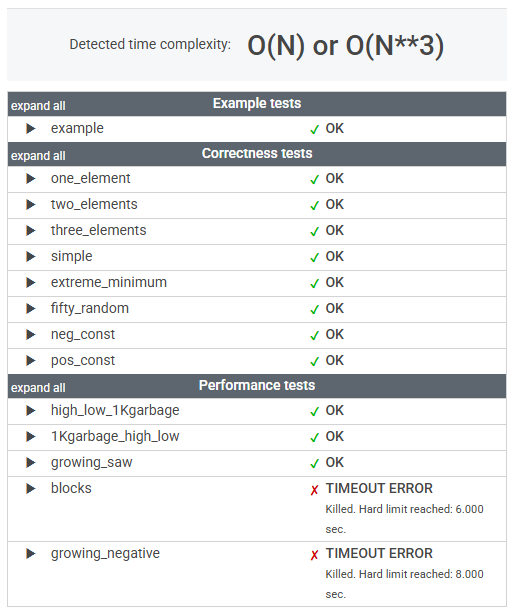 Detected time complexity: O(N) or O(N**3)
expand all Example tests
▶ example ✓ OK
expand all Correctness tests
▶ one_element ✓ OK
▶ two_elements ✓ OK
▶ three_elements ✓ OK
▶ simple ✓ OK
▶ extreme_minimum ✓ OK
▶ fifty_random ✓ OK
▶ neg_const ✓ OK
▶ pos_const ✓ OK
expand all Performance tests
▶ high_low_1Kgarbage ✓ OK
▶ 1Kgarbage_high_low ✓ OK
▶ growing_saw ✓ OK
▶ blocks ✗ TIMEOUT ERROR
Killed. Hard limit reached: 6.000
sec.
▶ growing_negative ✗ TIMEOUT ERROR
Killed. Hard limit reached: 8.000
sec.